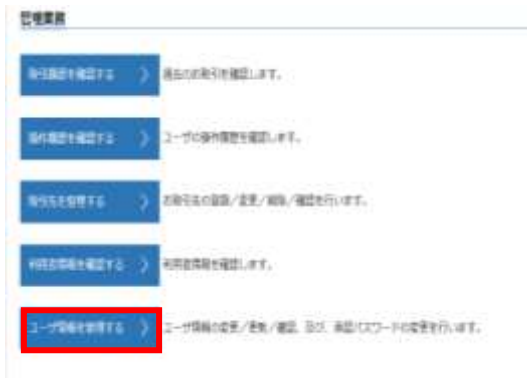 管理業務
取引履歴を確認する 過去のお取引を確認します。
操作履歴を確認する ユーザの操作履歴を確認します。
取引先を管理する お取引先の登録/変更/削除/確認を行います。
利用者情報を確認する 利用者情報を確認します。
ユーザ情報を管理する ユーザ情報の変更/更新/確認、及び、承認パスワードの変更を行います。